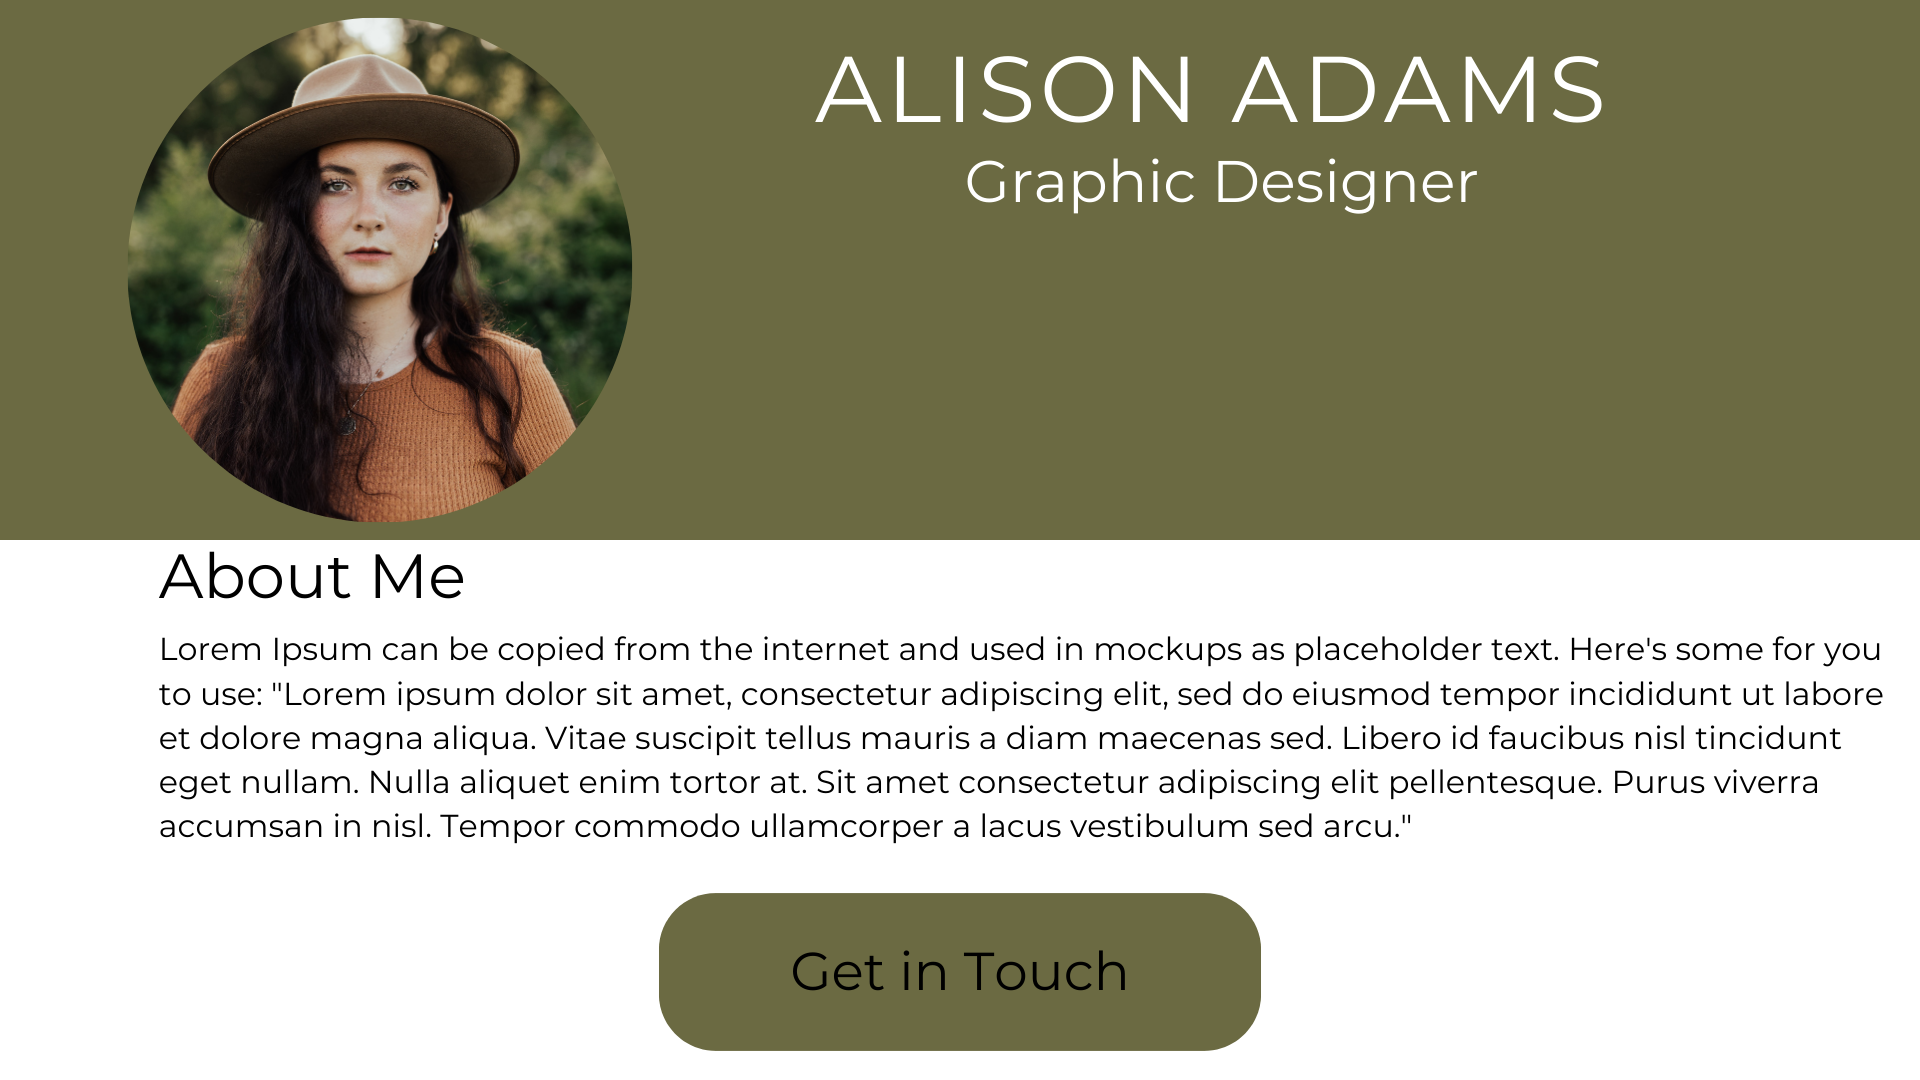 ALISON ADAMS
Graphic Designer
About Me
Lorem Ipsum can be copied from the internet and used in mockups as placeholder text. Here's some for you
to use: "Lorem ipsum dolor sit amet, consectetur adipiscing elit, sed do eiusmod tempor incididunt ut labore
et dolore magna aliqua. Vitae suscipit tellus mauris a diam maecenas sed. Libero id faucibus nisl tincidunt
eget nullam. Nulla aliquet enim tortor at. Sit amet consectetur adipiscing elit pellentesque. Purus viverra
accumsan in nisl. Tempor commodo ullamcorper a lacus vestibulum sed arcu."
Get in Touch